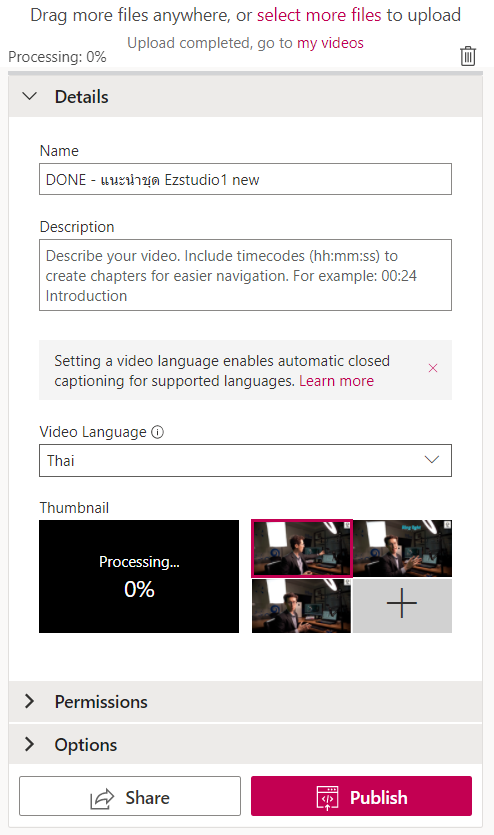 Drag more files anywhere, or select more files to upload
Upload completed, go to my videos
Processing: 0%
Details
Name
DONE - แนะนำชุด Ezstudio1 new
Description
Describe your video. Include timecodes (hh:mm:ss) to
create chapters for easier navigation. For example: 00:24
Introduction
Setting a video language enables automatic closed
captioning for supported languages. Learn more
Video Language
Thai
Thumbnail
Processing...
0%
Permissions
Options
Share
Publish